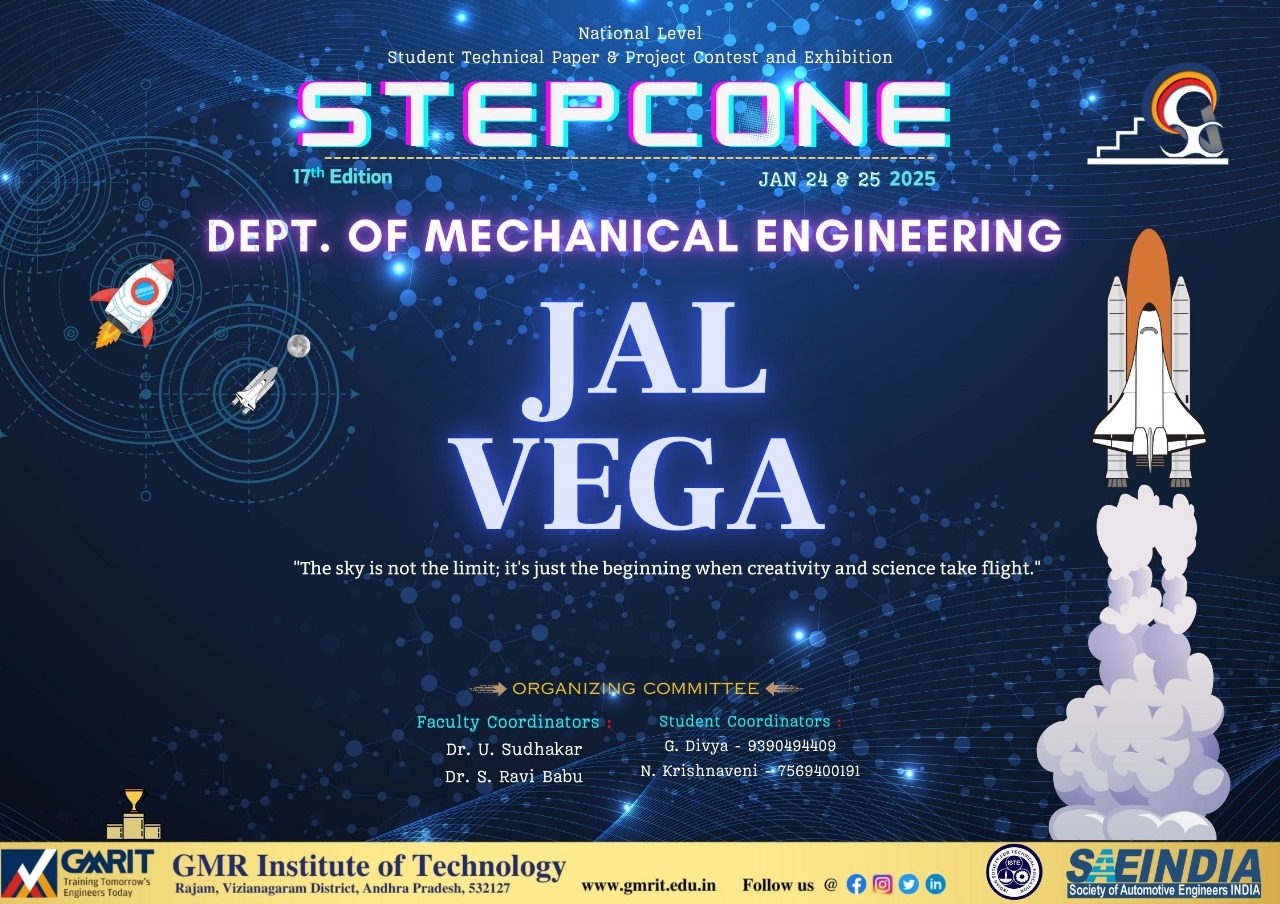 National Level
Student Technical Paper & Project Contest and Exhibition
STEPCONE
17th Edition
JAN 24 & 25 2025
DEPT. OF MECHANICAL ENGINEERING
JAL
VEGA
"The sky is not the limit; it's just the beginning when creativity and science take flight."
ORGANIZING COMMITTEE
Faculty Coordinators :
Dr. U. Sudhakar
Dr. S. Ravi Babu
Student Coordinators :
G. Divya - 9390494409
N. Krishnaveni - 7569400191
GMRIT
Training Tomorrow's
Engineers Today
GMR Institute of Technology
Rajam, Vizianagaram District, Andhra Pradesh, 532127
www.gmrit.edu.in
Follow us @
ISTE
SAEINDIA
Society of Automotive Engineers INDIA